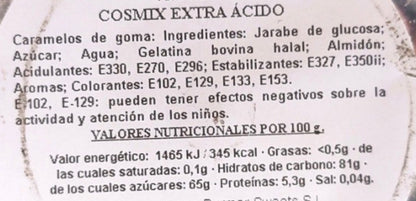 COSMIX EXTRA ÁCIDO
Caramelos de goma: Ingredientes: Jarabe de glucosa;
Azúcar; Agua; Gelatina bovina halal; Almidón;
Acidulantes: E330, E270, E296; Estabilizantes: E327, E350ii;
Aromas; Colorantes: E102, E129, E133, E153.
E-102, E-129: pueden tener efectos negativos sobre la
actividad y atención de los niños.
VALORES NUTRICIONALES POR 100 g.
Valor energético: 1465 kJ / 345 kcal · Grasas: <0,5g · de
las cuales saturadas: 0,1g · Hidratos de carbono: 81g ·
de los cuales azúcares: 65g · Proteínas: 5,3g · Sal: 0,04g.